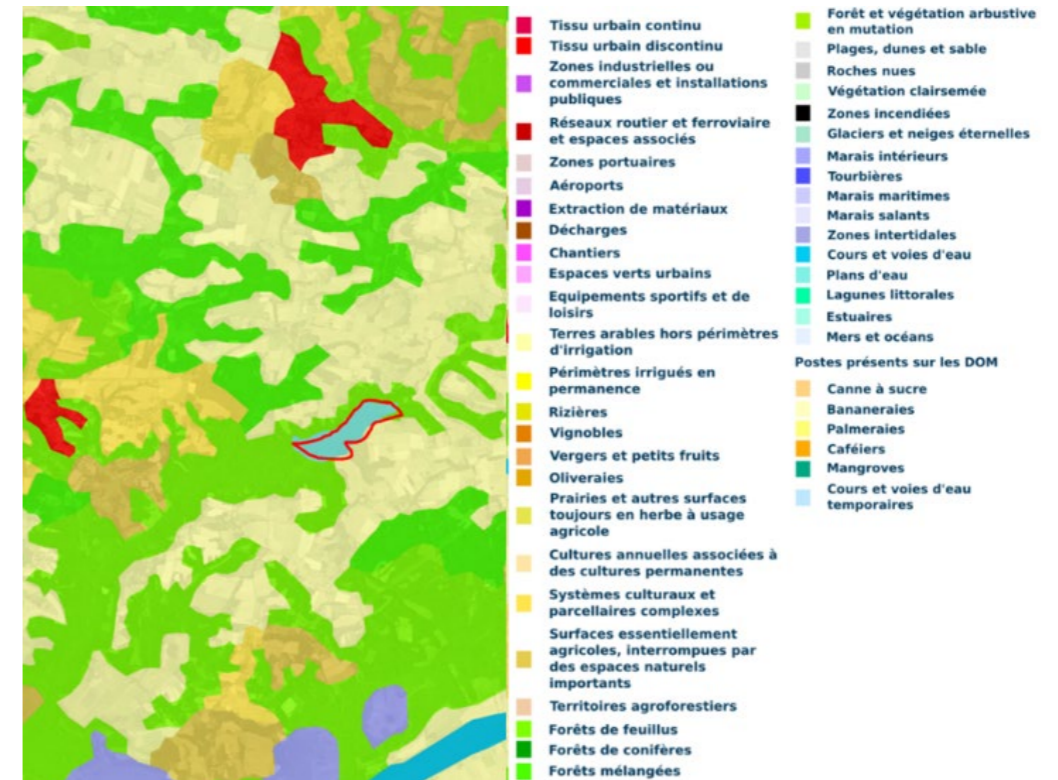 Tissu urbain continu
Tissu urbain discontinu
Zones industrielles ou
commerciales et installations
publiques
Réseaux routier et ferroviaire
et espaces associés
Zones portuaires
Aéroports
Extraction de matériaux
Décharges
Chantiers
Espaces verts urbains
Equipements sportifs et de
loisirs
Terres arables hors périmètres
d'irrigation
Périmètres irrigués en
permanence
Rizières
Vignobles
Vergers et petits fruits
Oliveraies
Prairies et autres surfaces
toujours en herbe à usage
agricole
Cultures annuelles associées à
des cultures permanentes
Systèmes culturaux et
parcellaires complexes
Surfaces essentiellement
agricoles, interrompues par
des espaces naturels
importants
Territoires agroforestiers
Forêts de feuillus
Forêts de conifères
Forêts mélangées
Forêt et végétation arbustive
en mutation
Plages, dunes et sable
Roches nues
Végétation clairsemée
Zones incendiées
Glaciers et neiges éternelles
Marais intérieurs
Tourbières
Marais maritimes
Marais salants
Zones intertidales
Cours et voies d'eau
Plans d'eau
Lagunes littorales
Estuaires
Mers et océans
Postes présents sur les DOM
Canne à sucre
Bananeraies
Palmeraies
Caféiers
Mangroves
Cours et voies d'eau
temporaires